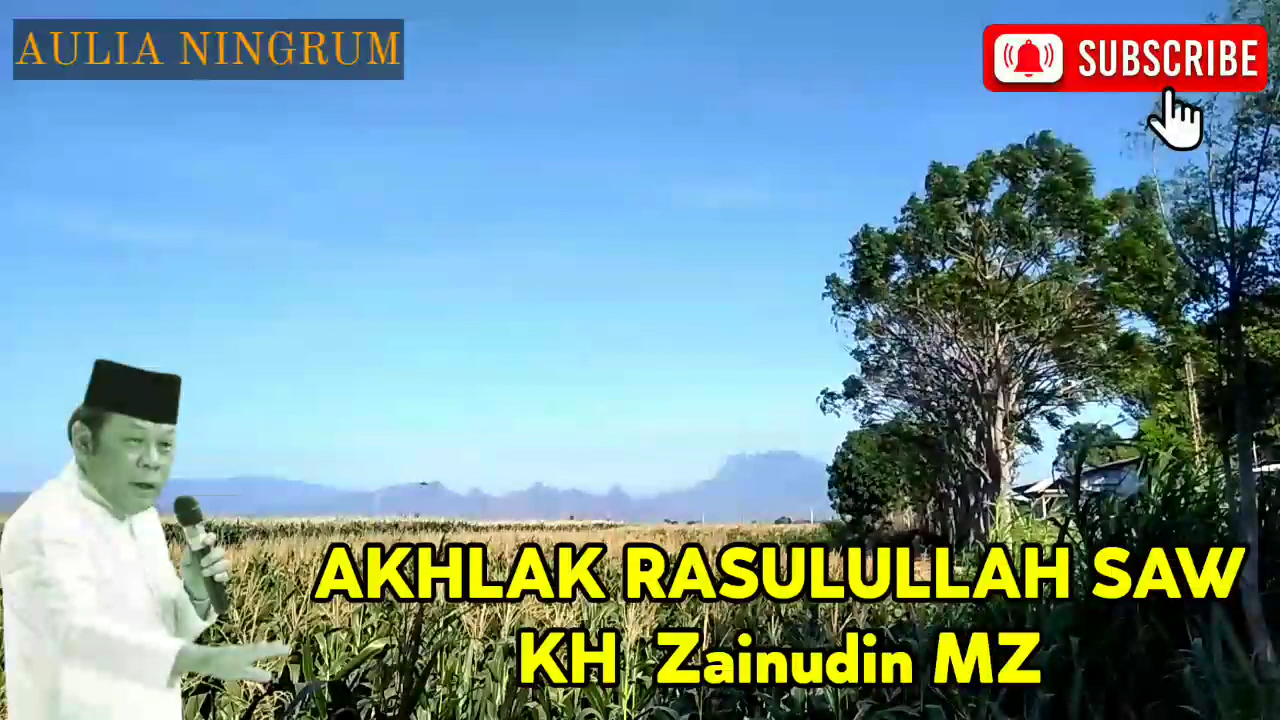 AULIA NINGRUM
SUBSCRIBE
AKHLAK RASULULLAH SAW
KH Zainudin MZ